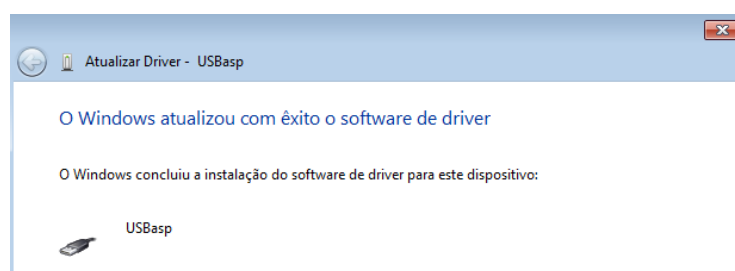 Atualizar Driver - USBasp
O Windows atualizou com êxito o software de driver
O Windows concluiu a instalação do software de driver para este dispositivo:
USBasp